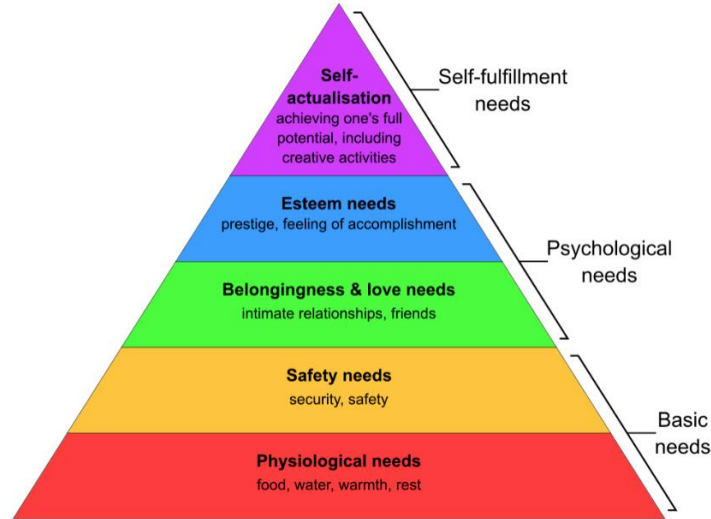 Self-
actualisation
achieving one's full
potential, including
creative activities
Self-fulfillment
needs
Esteem needs
prestige, feeling of accomplishment
Psychological
needs
Belongingness & love needs
intimate relationships, friends
Safety needs
security, safety
Basic
needs
Physiological needs
food, water, warmth, rest